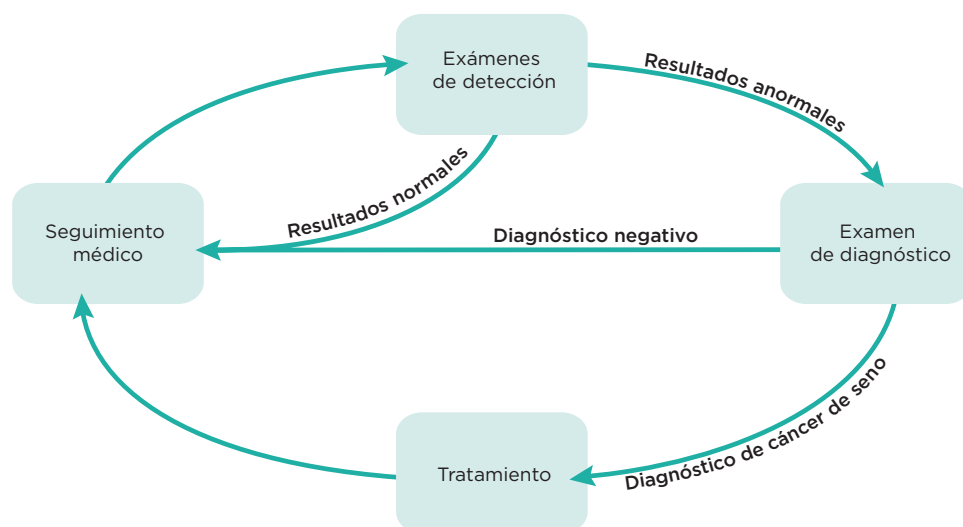 Exámenes
de detección
Resultados anormales
Resultados normales
Seguimiento
médico
Diagnóstico negativo
Examen
de diagnóstico
Diagnóstico de cáncer de seno
Tratamiento